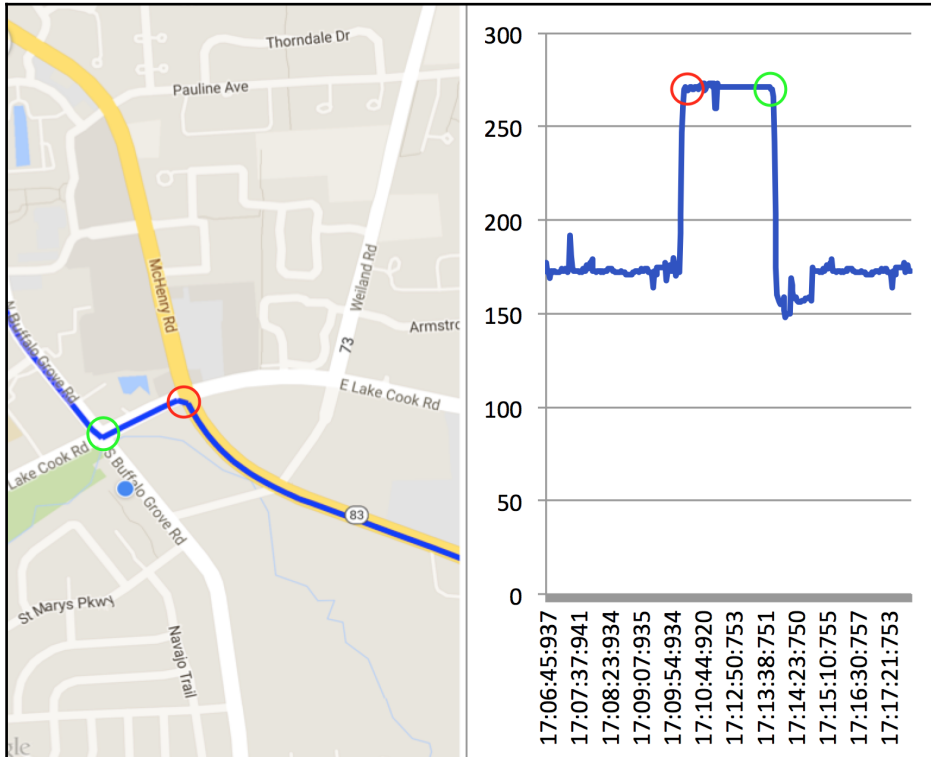 Thorndale Dr
Pauline Ave
McHenry Rd
Weiland Rd
73
Armstro
N Buffalo Grove Rd
E Lake Cook Rd
Lake Cook Rd
S Buffalo Grove Rd
83
St Marys Pkwy
Navajo Trail
gle
300
250
200
150
100
50
0
17:06:45:937
17:07:37:941
17:08:23:934
17:09:07:935
17:09:54:934
17:10:44:920
17:12:50:753
17:13:38:751
17:14:23:750
17:15:10:755
17:16:30:757
17:17:21:753